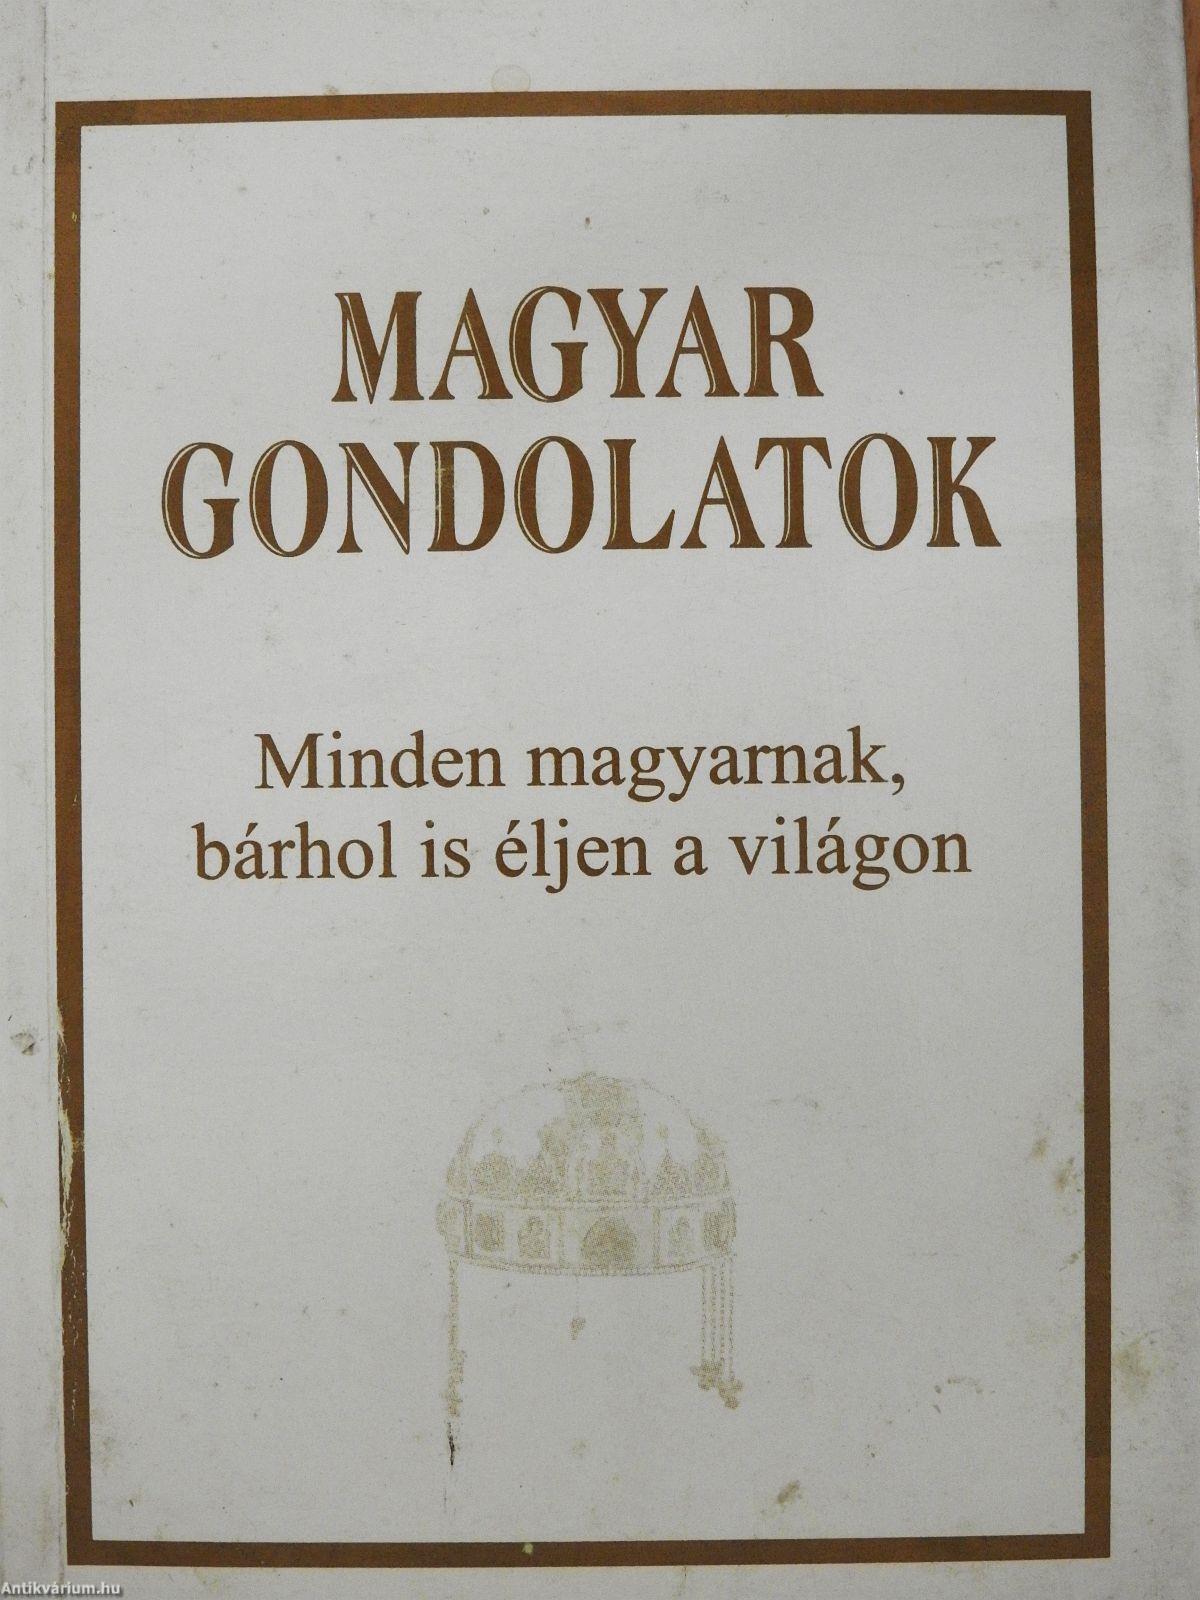 MAGYAR
GONDOLATOK
Minden magyarnak,
bárhol is éljen a világon
Antikvárium.hu